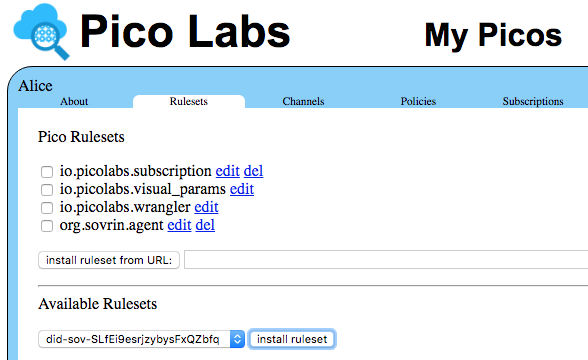 Pico Labs My Picos
Alice
About Rulesets Channels Policies Subscriptions
Pico Rulesets
io.picolabs.subscription edit del
io.picolabs.visual_params edit
io.picolabs.wrangler edit
org.sovrin.agent edit del
install ruleset from URL:
Available Rulesets
did-sov-SLfEi9esrjzybysFxQZbfq install ruleset